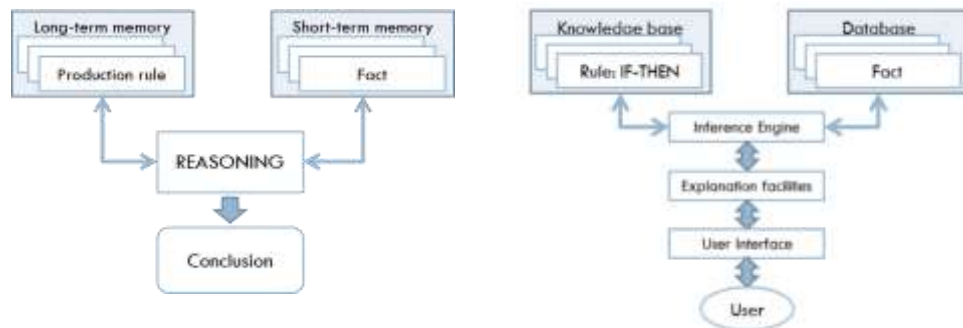 Long-term memory
Production rule
Short-term memory
Fact
REASONING
Conclusion
Knowledge base
Rule: IF-THEN
Database
Fact
Inference Engine
Explanation facilities
User Interface
User